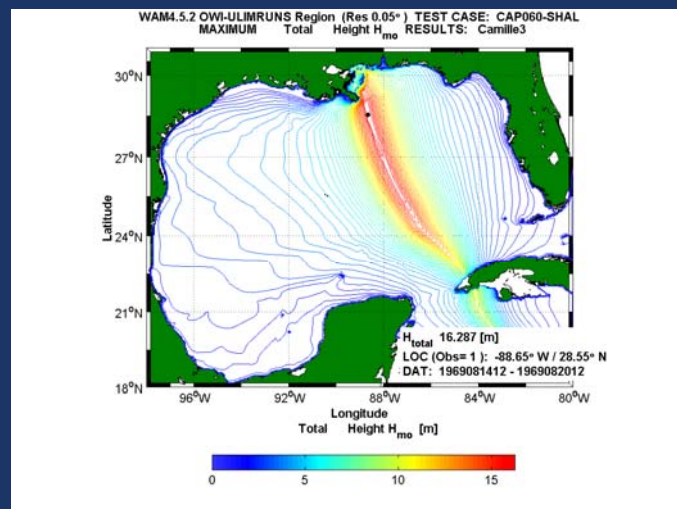 WAM4.5.2 OWI-ULIMRUNS Region (Res 0.05°) TEST CASE: CAP060-SHAL
MAXIMUM Total Height Hmo RESULTS: Camille3
30°N
27°N
24°N
21°N
18°N
Latitude
Htotal 16.287 [m]
LOC (Obs= 1 ): -88.65° W / 28.55° N
DAT: 1969081412 - 1969082012
96°W 92°W 88°W 84°W 80°W
Longitude
Total Height Hmo [m]
0 5 10 15